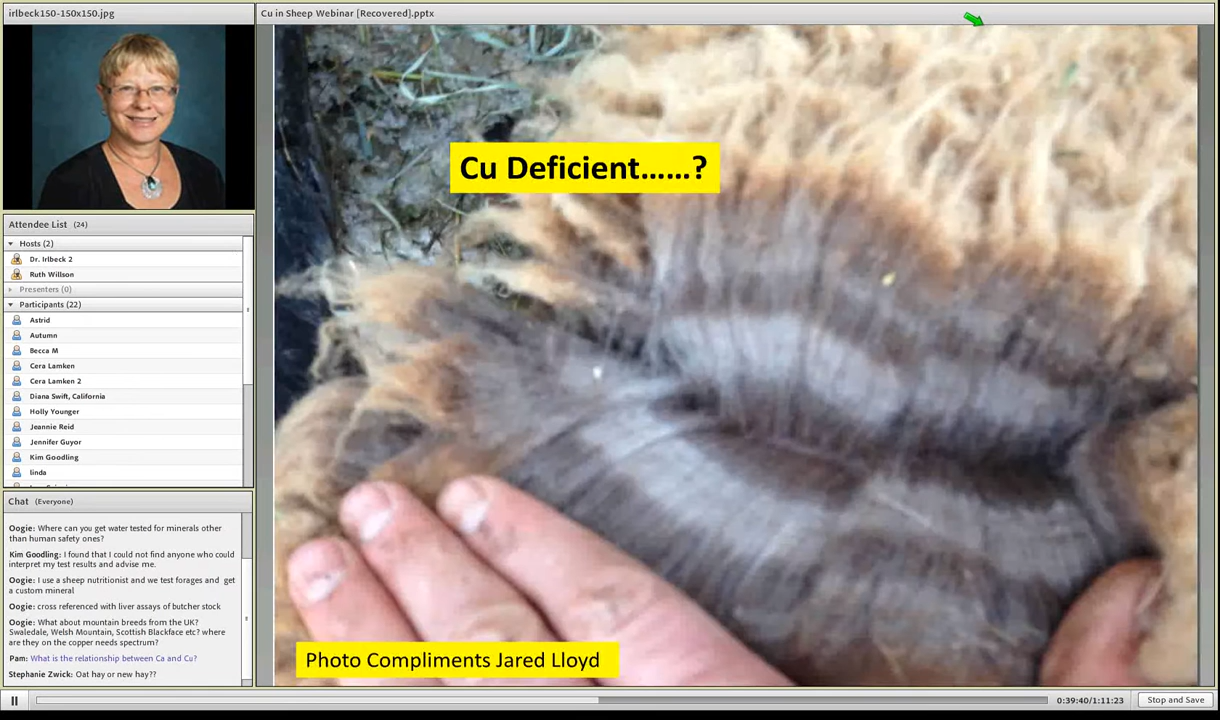 irlbeck150-150x150.jpg
Cu in Sheep Webinar [Recovered].pptx
Attendee List (24)
Hosts (2)
Dr. Irlbeck 2
Ruth Willson
Presenters (0)
Participants (22)
Astrid
Autumn
Becca M
Cera Lamken
Cera Lamken 2
Diana Swift, California
Holly Younger
Jeannie Reid
Jennifer Guyor
Kim Goodling
linda
Chat (Everyone)
Oogie: Where can you get water tested for minerals other
than human safety ones?
Kim Goodling: I found that I could not find anyone who could
interpret my test results and advise me.
Oogie: I use a sheep nutritionist and we test forages and get
a custom mineral
Oogie: cross referenced with liver assays of butcher stock
Oogie: What about mountain breeds from the UK?
Swaledale, Welsh Mountain, Scottish Blackface etc? where
are they on the copper needs spectrum?
Pam: What is the relationship between Ca and Cu?
Stephanie Zwick: Oat hay or new hay??
Cu Deficient......?
Photo Compliments Jared Lloyd
0:39:40/1:11:23
Stop and Save